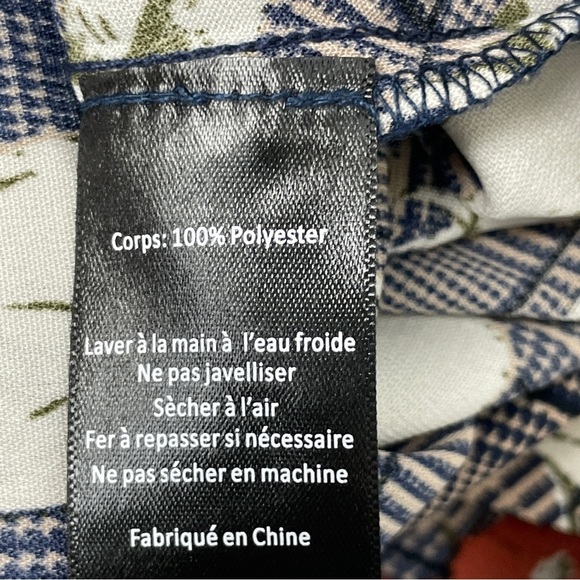 Corps: 100% Polyester
Laver à la main à l'eau froide
Ne pas javelliser
Sècher à l'air
Fer à repasser si nécessaire
Ne pas sécher en machine
Fabriqué en Chine